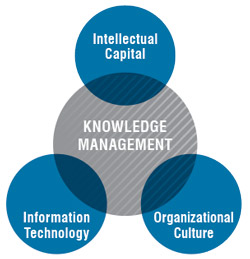 Intellectual
Capital
KNOWLEDGE
MANAGEMENT
Information
Technology
Organizational
Culture